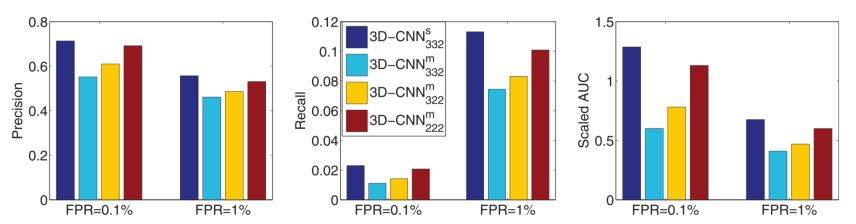 0.8
0.6
0.4
0.2
0
Precision
FPR=0.1% FPR=1%
0.12
0.1
0.08
0.06
0.04
0.02
0
Recall
3D-CNN^s_332
3D-CNN^m_332
3D-CNN^m_322
3D-CNN^m_222
FPR=0.1% FPR=1%
1.5
1
0.5
0
Scaled AUC
FPR=0.1% FPR=1%